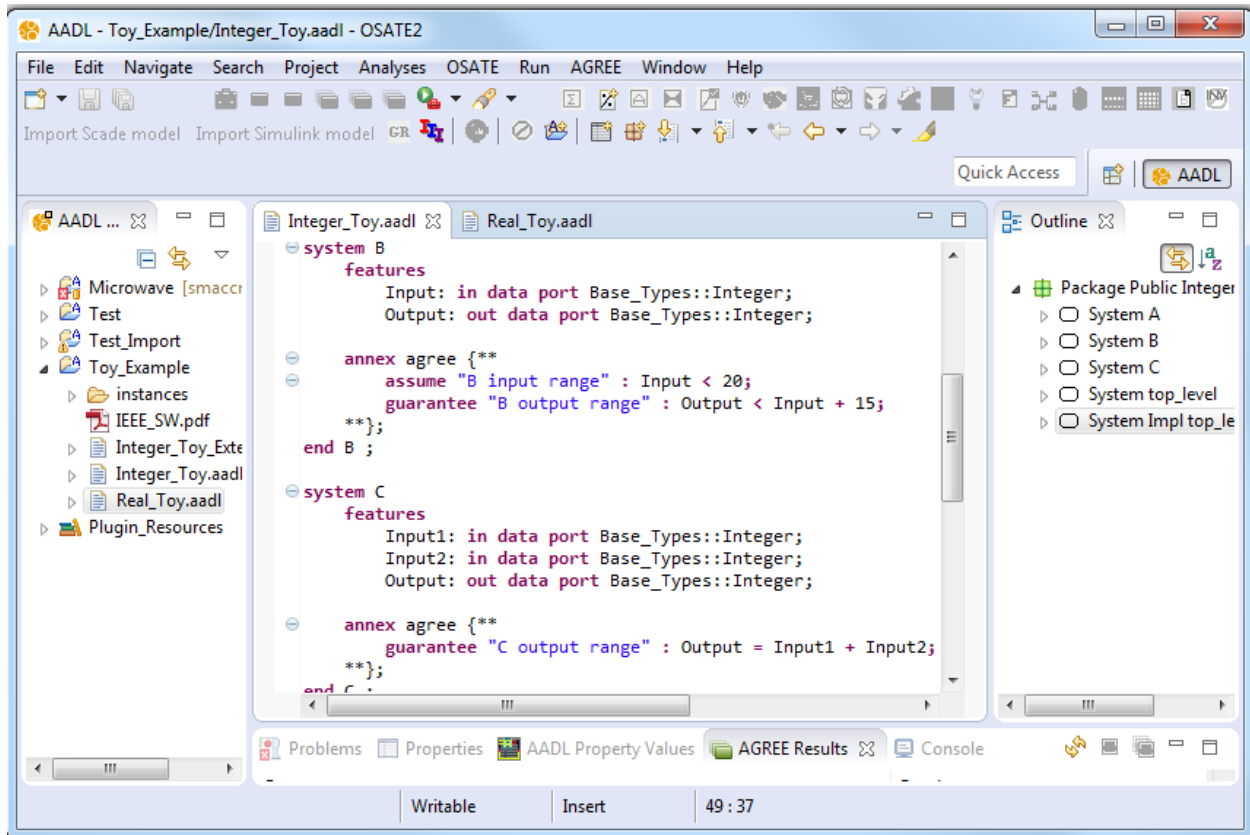 AADL - Toy_Example/Integer_Toy.aadl - OSATE2
File Edit Navigate Search Project Analyses OSATE Run AGREE Window Help
Import Scade model Import Simulink model GR
Quick Access AADL
AADL ...
Microwave [smaccr
Test
Test_Import
Toy_Example
instances
IEEE_SW.pdf
Integer_Toy_Exte
Integer_Toy.aadl
Real_Toy.aadl
Plugin_Resources
Integer_Toy.aadl Real_Toy.aadl
system B
features
Input: in data port Base_Types::Integer;
Output: out data port Base_Types::Integer;
annex agree {**
assume "B input range" : Input < 20;
guarantee "B output range" : Output < Input + 15;
**};
end B ;
system C
features
Input1: in data port Base_Types::Integer;
Input2: in data port Base_Types::Integer;
Output: out data port Base_Types::Integer;
annex agree {**
guarantee "C output range" : Output = Input1 + Input2;
**};
end C ;
Outline
Package Public Integer
System A
System B
System C
System top_level
System Impl top_le
Problems Properties AADL Property Values AGREE Results Console
Writable Insert 49 : 37